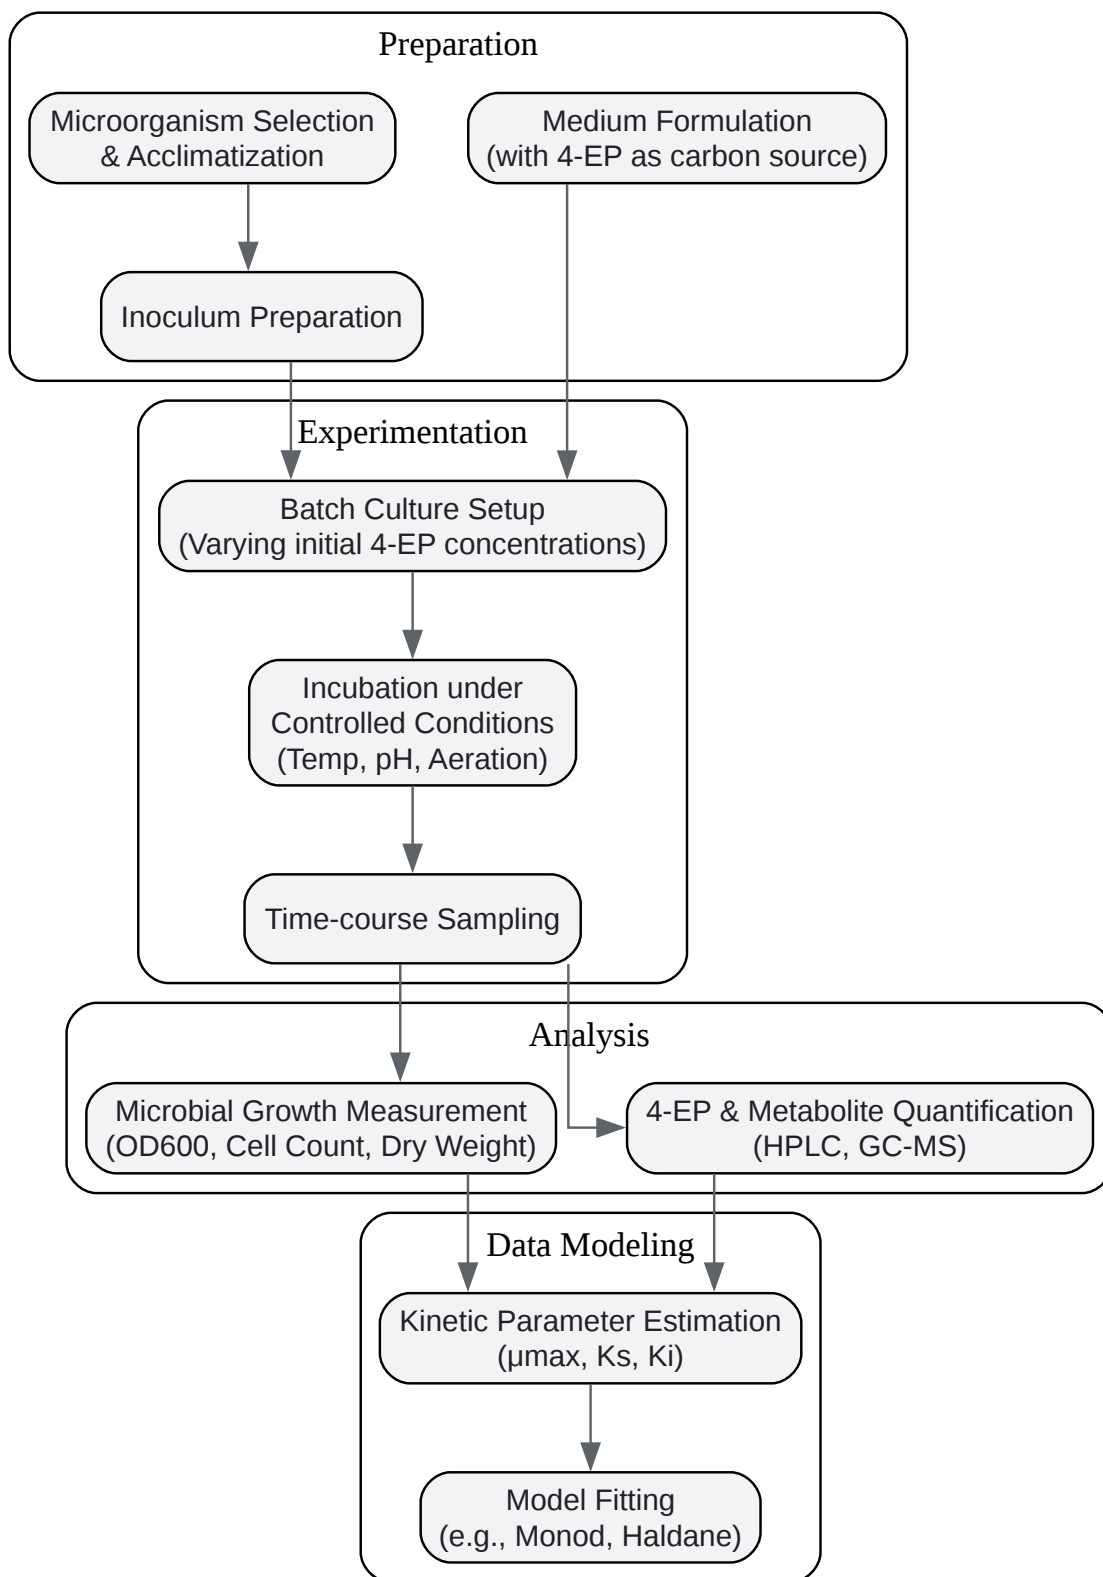 Preparation
Microorganism Selection
& Acclimatization
Medium Formulation
(with 4-EP as carbon source)
Inoculum Preparation
Experimentation
Batch Culture Setup
(Varying initial 4-EP concentrations)
Incubation under
Controlled Conditions
(Temp, pH, Aeration)
Time-course Sampling
Analysis
Microbial Growth Measurement
(OD600, Cell Count, Dry Weight)
4-EP & Metabolite Quantification
(HPLC, GC-MS)
Data Modeling
Kinetic Parameter Estimation
(μmax, Ks, Ki)
Model Fitting
(e.g., Monod, Haldane)